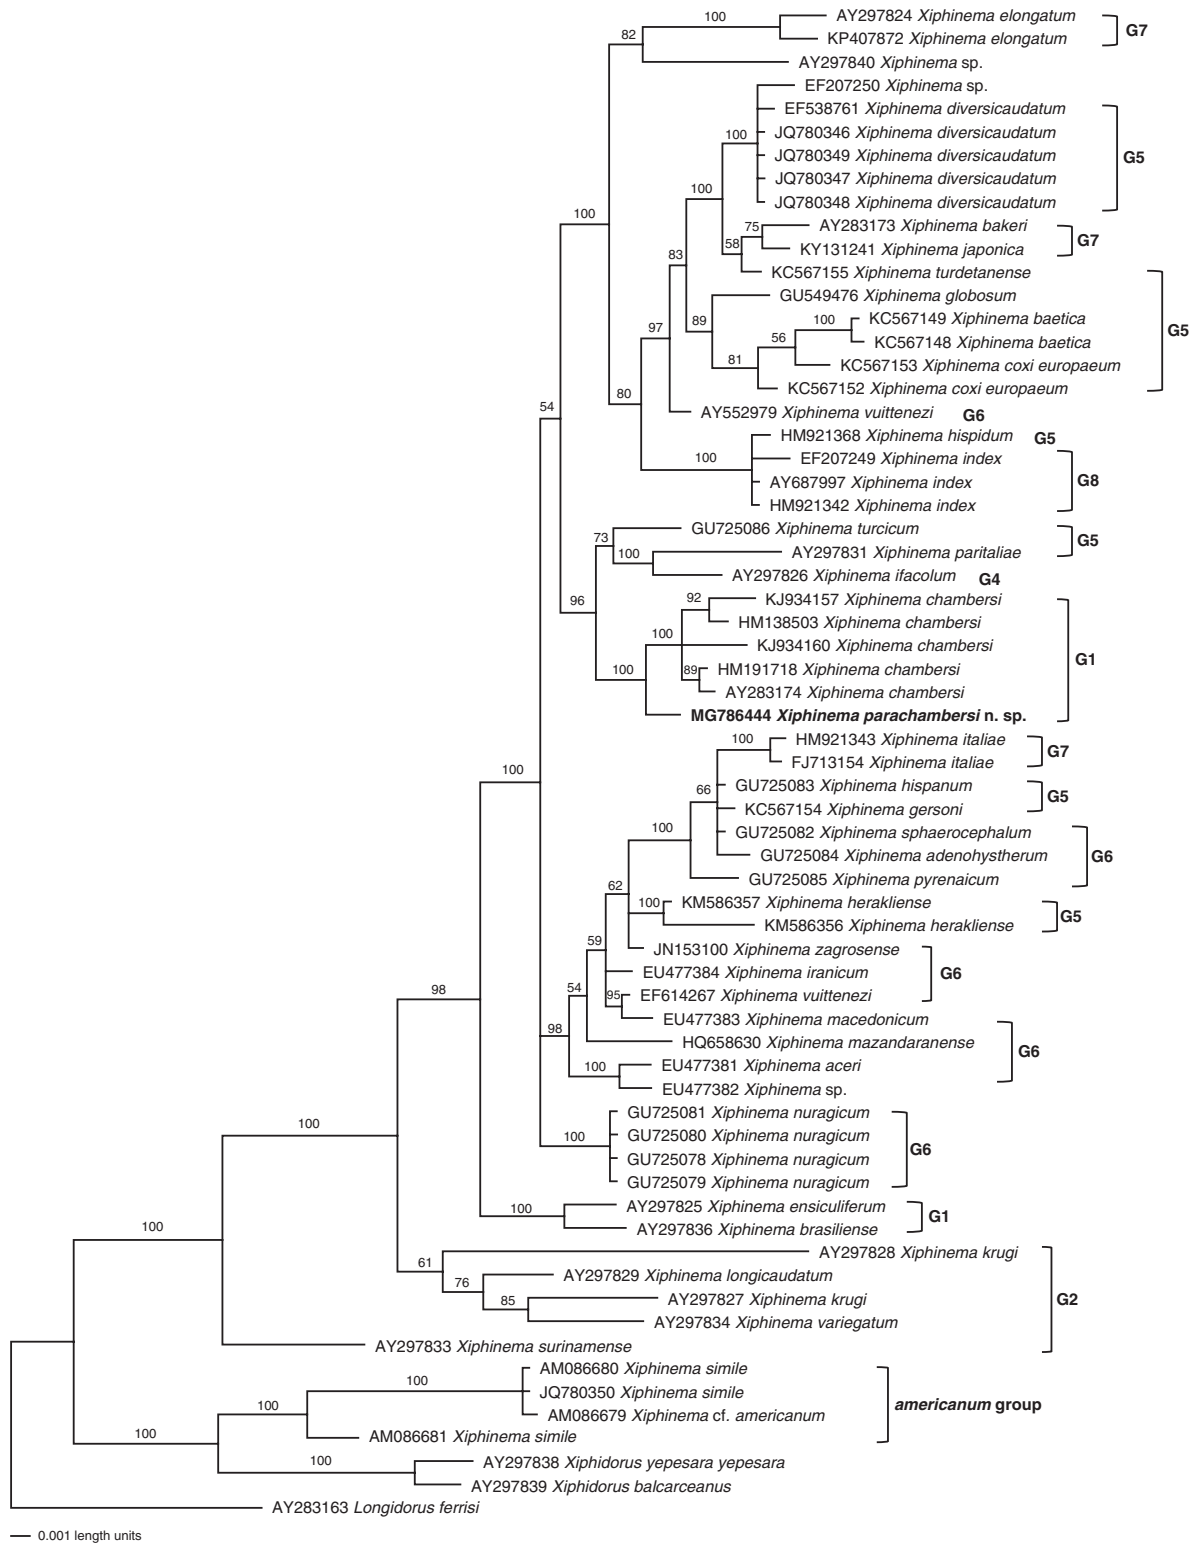 100
AY297824 Xiphinema elongatum
G7
82
KP407872 Xiphinema elongatum
AY297840 Xiphinema sp.
EF207250 Xiphinema sp.
EF538761 Xiphinema diversicaudatum
100
JQ780346 Xiphinema diversicaudatum
JQ780349 Xiphinema diversicaudatum
G5
JQ780347 Xiphinema diversicaudatum
100
JQ780348 Xiphinema diversicaudatum
100
75
AY283173 Xiphinema bakeri
G7
58
KY131241 Xiphinema japonica
83
KC567155 Xiphinema turdetanense
GU549476 Xiphinema globosum
89
100
KC567149 Xiphinema baetica
G5
97
56
KC567148 Xiphinema baetica
81
KC567153 Xiphinema coxi europaeum
KC567152 Xiphinema coxi europaeum
80
54
AY552979 Xiphinema vuittenezi
G6
HM921368 Xiphinema hispidum
G5
100
EF207249 Xiphinema index
AY687997 Xiphinema index
G8
HM921342 Xiphinema index
GU725086 Xiphinema turcicum
73
G5
100
AY297831 Xiphinema paritaliae
AY297826 Xiphinema ifacolum
G4
96
92
KJ934157 Xiphinema chambersi
HM138503 Xiphinema chambersi
100
KJ934160 Xiphinema chambersi
G1
100
89
HM191718 Xiphinema chambersi
AY283174 Xiphinema chambersi
MG786444 Xiphinema parachambersi n. sp.
100
HM921343 Xiphinema italiae
G7
FJ713154 Xiphinema italiae
100
66
GU725083 Xiphinema hispanum
G5
KC567154 Xiphinema gersoni
100
GU725082 Xiphinema sphaerocephalum
GU725084 Xiphinema adenohystherum
G6
GU725085 Xiphinema pyrenaicum
62
100
KM586357 Xiphinema herakliense
G5
KM586356 Xiphinema herakliense
59
JN153100 Xiphinema zagrosense
EU477384 Xiphinema iranicum
G6
54
95
EF614267 Xiphinema vuittenezi
98
EU477383 Xiphinema macedonicum
98
HQ658630 Xiphinema mazandaranense
G6
100
EU477381 Xiphinema aceri
EU477382 Xiphinema sp.
GU725081 Xiphinema nuragicum
100
100
GU725080 Xiphinema nuragicum
G6
GU725078 Xiphinema nuragicum
GU725079 Xiphinema nuragicum
100
AY297825 Xiphinema ensiculiferum
G1
AY297836 Xiphinema brasiliense
100
AY297828 Xiphinema krugi
61
AY297829 Xiphinema longicaudatum
76
G2
85
AY297827 Xiphinema krugi
AY297834 Xiphinema variegatum
AY297833 Xiphinema surinamense
AM086680 Xiphinema simile
100
JQ780350 Xiphinema simile
americanum group
100
AM086679 Xiphinema cf. americanum
100
AM086681 Xiphinema simile
100
AY297838 Xiphidorus yepesara yepesara
AY297839 Xiphidorus balcarceanus
AY283163 Longidorus ferrisi
0.001 length units